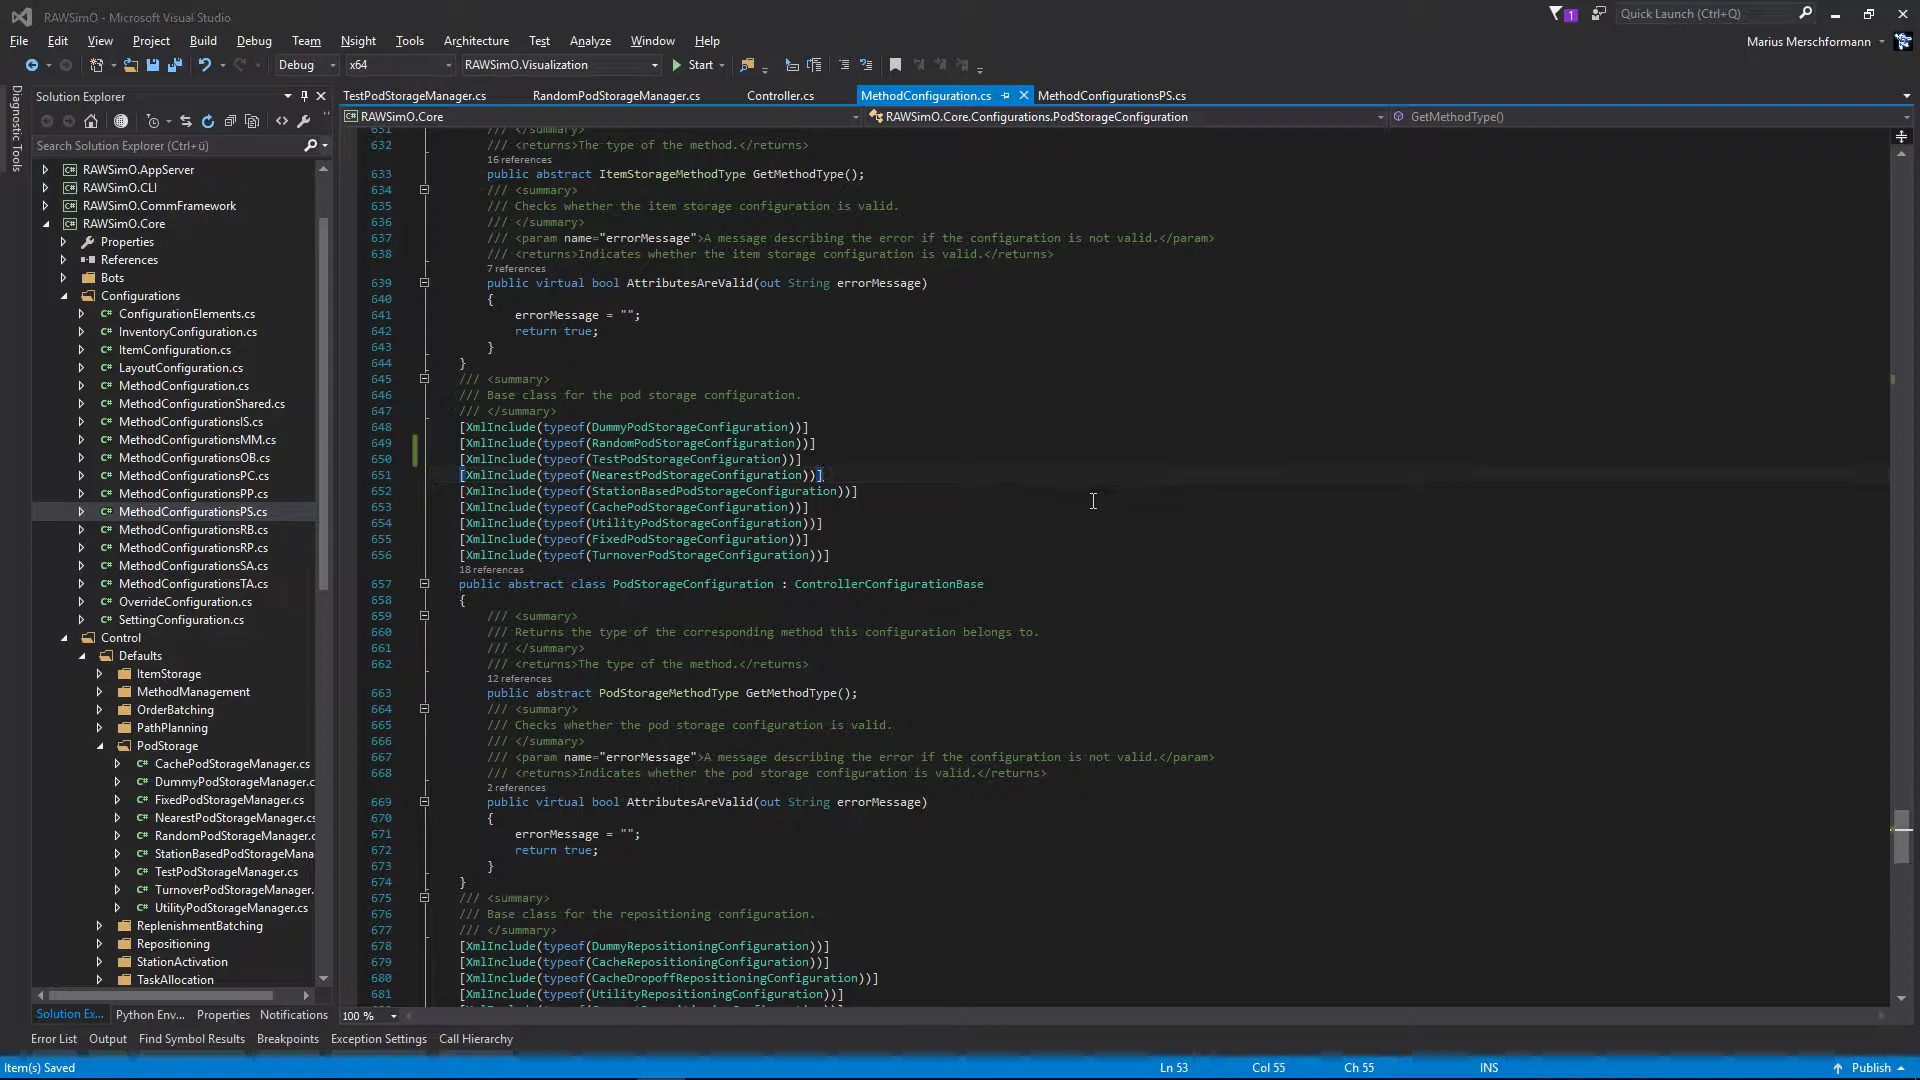 RAWSimO - Microsoft Visual Studio
1
Quick Launch (Ctrl+Q)
File Edit View Project Build Debug Team Nsight Tools Architecture Test Analyze Window Help
Marius Merschformann
Debug x64 RAWSimO.Visualization Start
Diagnostic Tools
Solution Explorer
TestPodStorageManager.cs RandomPodStorageManager.cs Controller.cs MethodConfiguration.cs MethodConfigurationsPS.cs
RAWSimO.Core RAWSimO.Core.Configurations.PodStorageConfiguration GetMethodType()
Search Solution Explorer (Ctrl+ü)
RAWSimO.AppServer
RAWSimO.CLI
RAWSimO.CommFramework
RAWSimO.Core
Properties
References
Bots
Configurations
ConfigurationElements.cs
InventoryConfiguration.cs
ItemConfiguration.cs
LayoutConfiguration.cs
MethodConfiguration.cs
MethodConfigurationShared.cs
MethodConfigurationsIS.cs
MethodConfigurationsMM.cs
MethodConfigurationsOB.cs
MethodConfigurationsPC.cs
MethodConfigurationsPP.cs
MethodConfigurationsPS.cs
MethodConfigurationsRB.cs
MethodConfigurationsRP.cs
MethodConfigurationsSA.cs
MethodConfigurationsTA.cs
OverrideConfiguration.cs
SettingConfiguration.cs
Control
Defaults
ItemStorage
MethodManagement
OrderBatching
PathPlanning
PodStorage
CachePodStorageManager.cs
DummyPodStorageManager.c
FixedPodStorageManager.cs
NearestPodStorageManager.cs
RandomPodStorageManager.c
StationBasedPodStorageMana
TestPodStorageManager.cs
TurnoverPodStorageManager.
UtilityPodStorageManager.cs
ReplenishmentBatching
Repositioning
StationActivation
TaskAllocation
631 /// </summary>
632 /// <returns>The type of the method.</returns>
16 references
633 public abstract ItemStorageMethodType GetMethodType();
634 /// <summary>
635 /// Checks whether the item storage configuration is valid.
636 /// </summary>
637 /// <param name="errorMessage">A message describing the error if the configuration is not valid.</param>
638 /// <returns>Indicates whether the item storage configuration is valid.</returns>
7 references
639 public virtual bool AttributesAreValid(out String errorMessage)
640 {
641 errorMessage = "";
642 return true;
643 }
644 }
645 /// <summary>
646 /// Base class for the pod storage configuration.
647 /// </summary>
648 [XmlInclude(typeof(DummyPodStorageConfiguration))]
649 [XmlInclude(typeof(RandomPodStorageConfiguration))]
650 [XmlInclude(typeof(TestPodStorageConfiguration))]
651 [XmlInclude(typeof(NearestPodStorageConfiguration))]
652 [XmlInclude(typeof(StationBasedPodStorageConfiguration))]
653 [XmlInclude(typeof(CachePodStorageConfiguration))]
654 [XmlInclude(typeof(UtilityPodStorageConfiguration))]
655 [XmlInclude(typeof(FixedPodStorageConfiguration))]
656 [XmlInclude(typeof(TurnoverPodStorageConfiguration))]
18 references
657 public abstract class PodStorageConfiguration : ControllerConfigurationBase
658 {
659 /// <summary>
660 /// Returns the type of the corresponding method this configuration belongs to.
661 /// </summary>
662 /// <returns>The type of the method.</returns>
12 references
663 public abstract PodStorageMethodType GetMethodType();
664 /// <summary>
665 /// Checks whether the pod storage configuration is valid.
666 /// </summary>
667 /// <param name="errorMessage">A message describing the error if the configuration is not valid.</param>
668 /// <returns>Indicates whether the pod storage configuration is valid.</returns>
2 references
669 public virtual bool AttributesAreValid(out String errorMessage)
670 {
671 errorMessage = "";
672 return true;
673 }
674 }
675 /// <summary>
676 /// Base class for the repositioning configuration.
677 /// </summary>
678 [XmlInclude(typeof(DummyRepositioningConfiguration))]
679 [XmlInclude(typeof(CacheRepositioningConfiguration))]
680 [XmlInclude(typeof(CacheDropoffRepositioningConfiguration))]
681 [XmlInclude(typeof(UtilityRepositioningConfiguration))]
Solution Ex... Python Env... Properties Notifications
100 %
Error List Output Find Symbol Results Breakpoints Exception Settings Call Hierarchy
Item(s) Saved Ln 53 Col 55 Ch 55 INS Publish